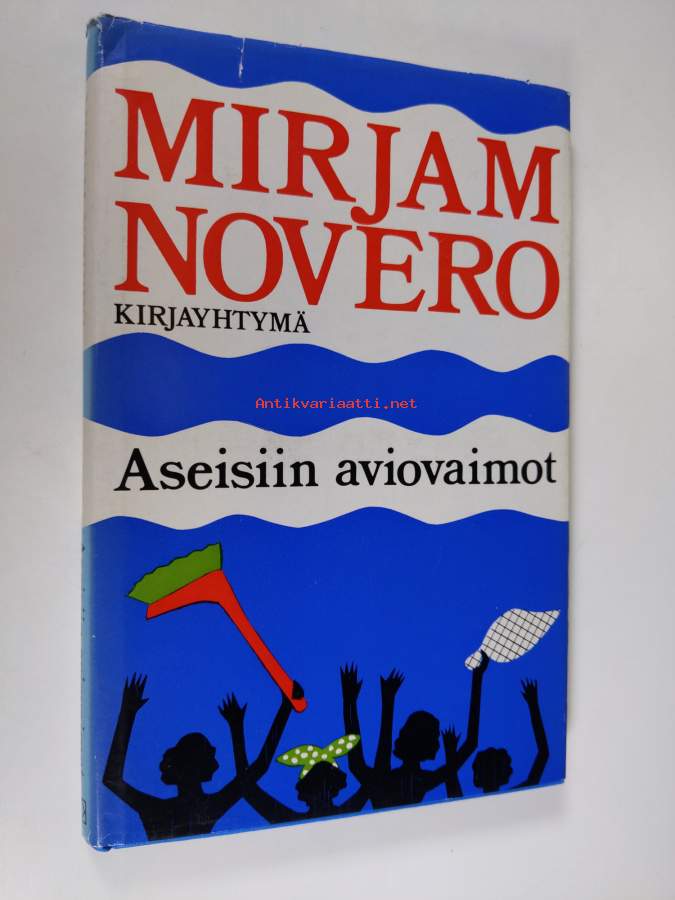 MIRJAM
NOVERO
KIRJAYHTYMÄ
Antikvariaatti.net
Aseisiin aviovaimot